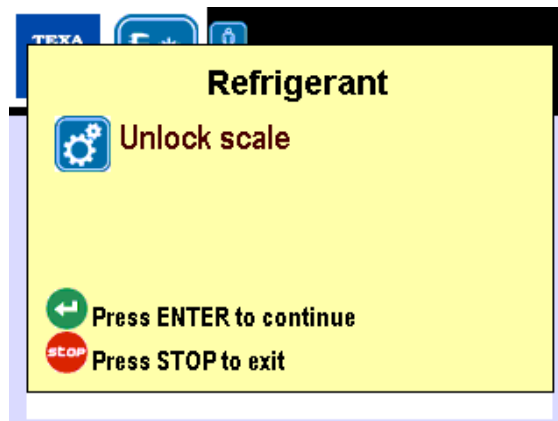 TEXA
Refrigerant
Unlock scale
Press ENTER to continue
stop
Press STOP to exit